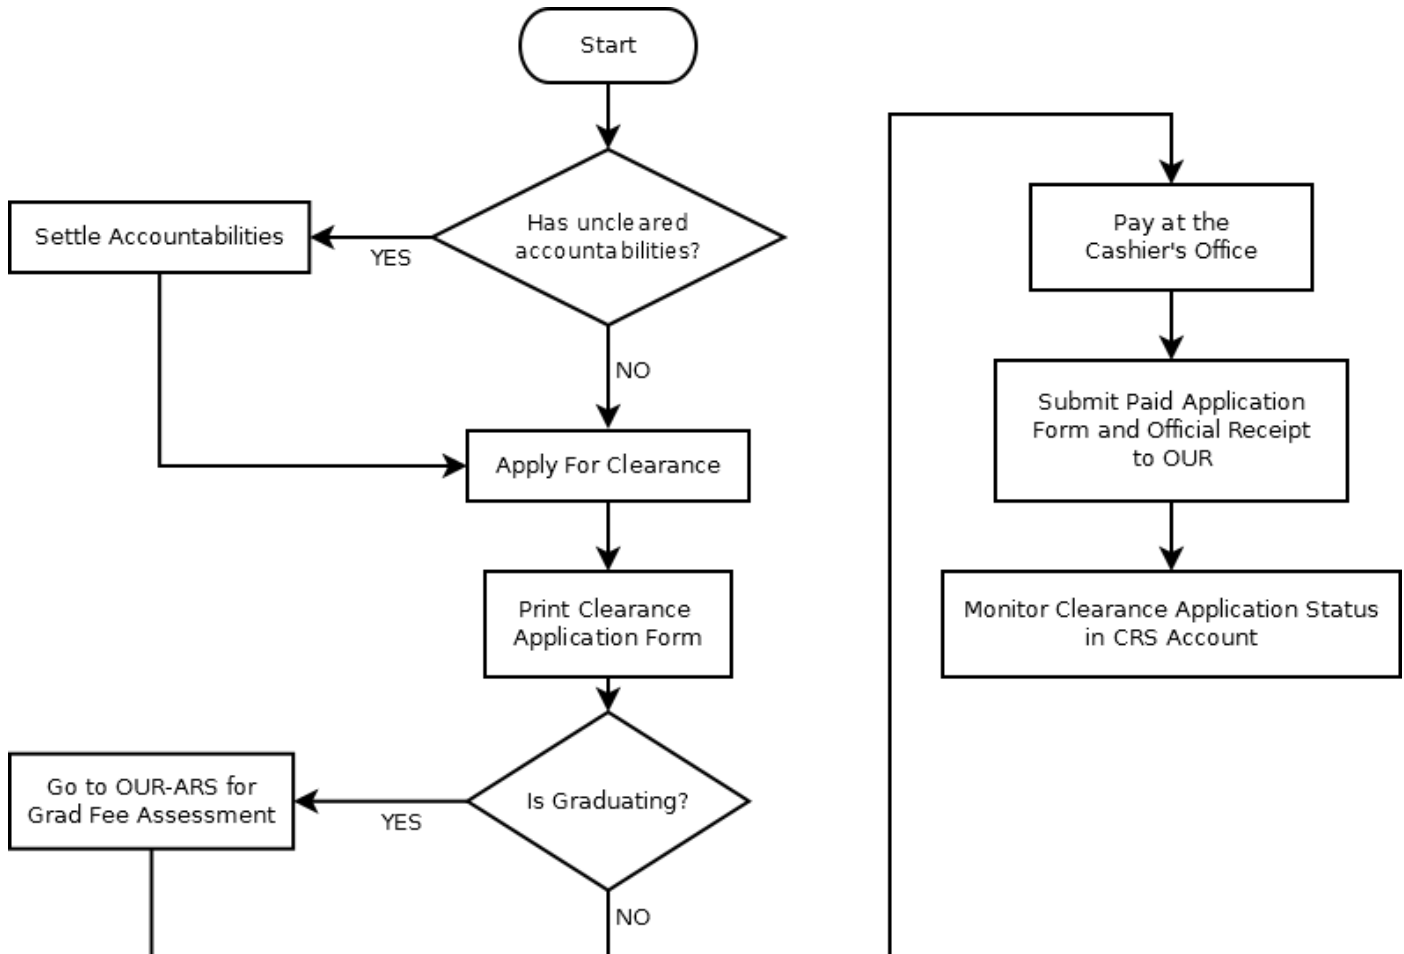 Start
Has uncleared
accountabilities?
YES
Settle Accountabilities
NO
Apply For Clearance
Print Clearance
Application Form
Is Graduating?
YES
Go to OUR-ARS for
Grad Fee Assessment
NO
Pay at the
Cashier's Office
Submit Paid Application
Form and Official Receipt
to OUR
Monitor Clearance Application Status
in CRS Account